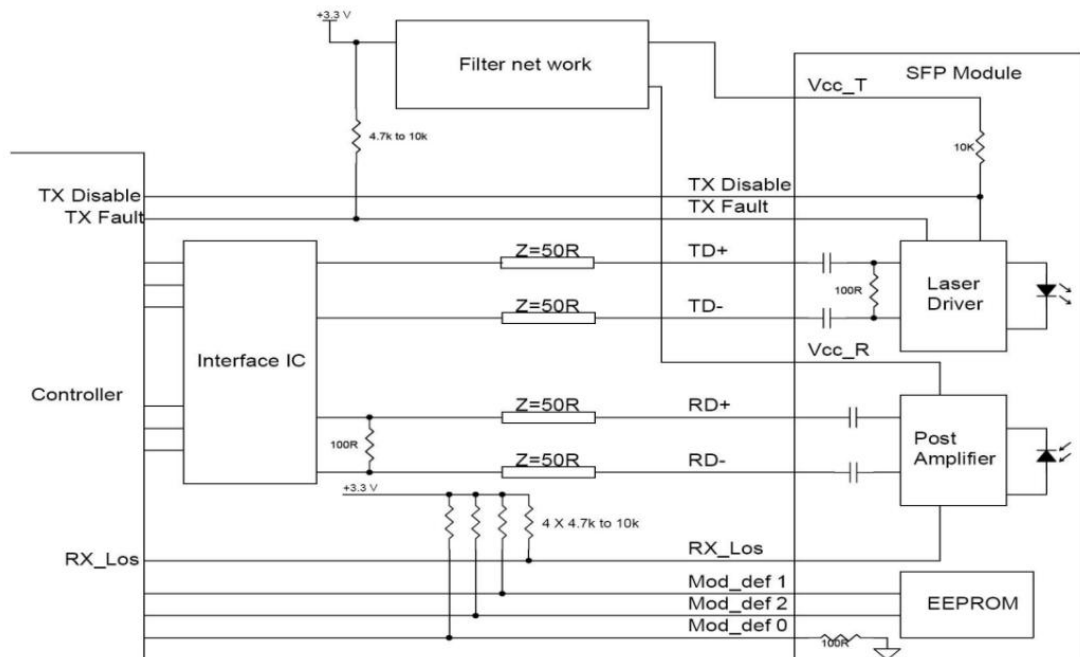 +3.3 V
Filter net work
SFP Module
Vcc_T
4.7k to 10k
10K
TX Disable
TX Disable
TX Fault
TX Fault
Z=50R
TD+
Laser
Driver
100R
Z=50R
TD-
Interface IC
Vcc_R
Controller
Z=50R
RD+
Post
Amplifier
100R
Z=50R
RD-
+3.3 V
4 X 4.7k to 10k
RX_Los
RX_Los
Mod_def 1
Mod_def 2
EEPROM
Mod_def 0
100R